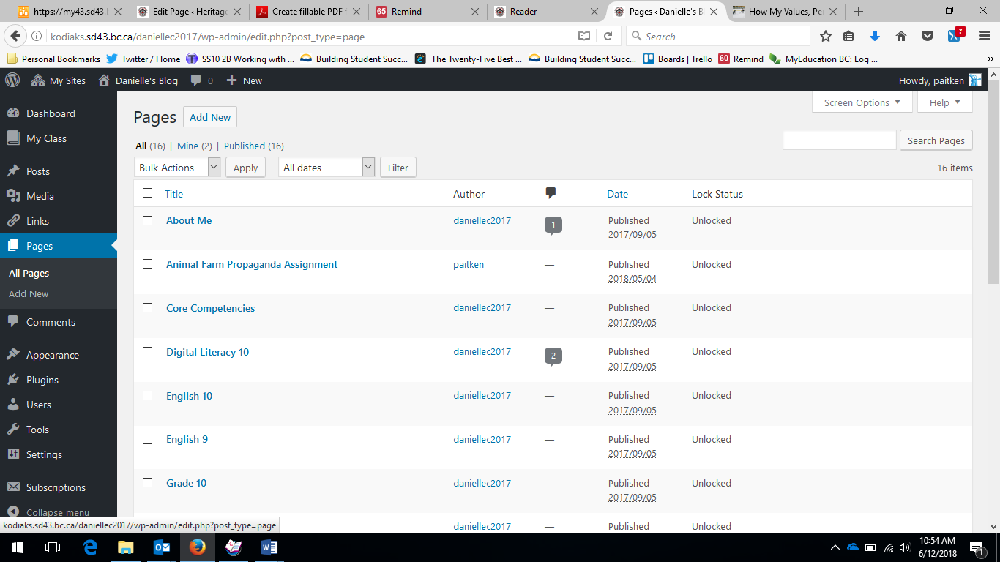 https://my43.sd43.l
Edit Page ‹ Heritage
Create fillable PDF f
65 Remind
Reader
Pages ‹ Danielle's B
How My Values, Pe
kodiaks.sd43.bc.ca/daniellec2017/wp-admin/edit.php?post_type=page
Search
?
Personal Bookmarks Twitter / Home SS10 2B Working with ... Building Student Succ... The Twenty-Five Best ... Building Student Succ... Boards | Trello 60 Remind MyEducation BC: Log ... »
My Sites Danielle's Blog 0 + New Howdy, paitken
Screen Options Help
Dashboard
My Class
Posts
Media
Links
Pages
All Pages
Add New
Comments
Appearance
Plugins
Users
Tools
Settings
Subscriptions
Collapse menu
Pages Add New
All (16) | Mine (2) | Published (16)
Search Pages
Bulk Actions Apply All dates Filter 16 items
Title Author Date Lock Status
About Me daniellec2017 1 Published Unlocked
2017/09/05
Animal Farm Propaganda Assignment paitken — Published Unlocked
2018/05/04
Core Competencies daniellec2017 — Published Unlocked
2017/09/05
Digital Literacy 10 daniellec2017 2 Published Unlocked
2017/09/05
English 10 daniellec2017 — Published Unlocked
2017/09/05
English 9 daniellec2017 — Published Unlocked
2017/09/05
Grade 10 daniellec2017 — Published Unlocked
2017/09/05
daniellec2017 — Published Unlocked
kodiaks.sd43.bc.ca/daniellec2017/wp-admin/edit.php?post_type=page
10:54 AM
6/12/2018
1